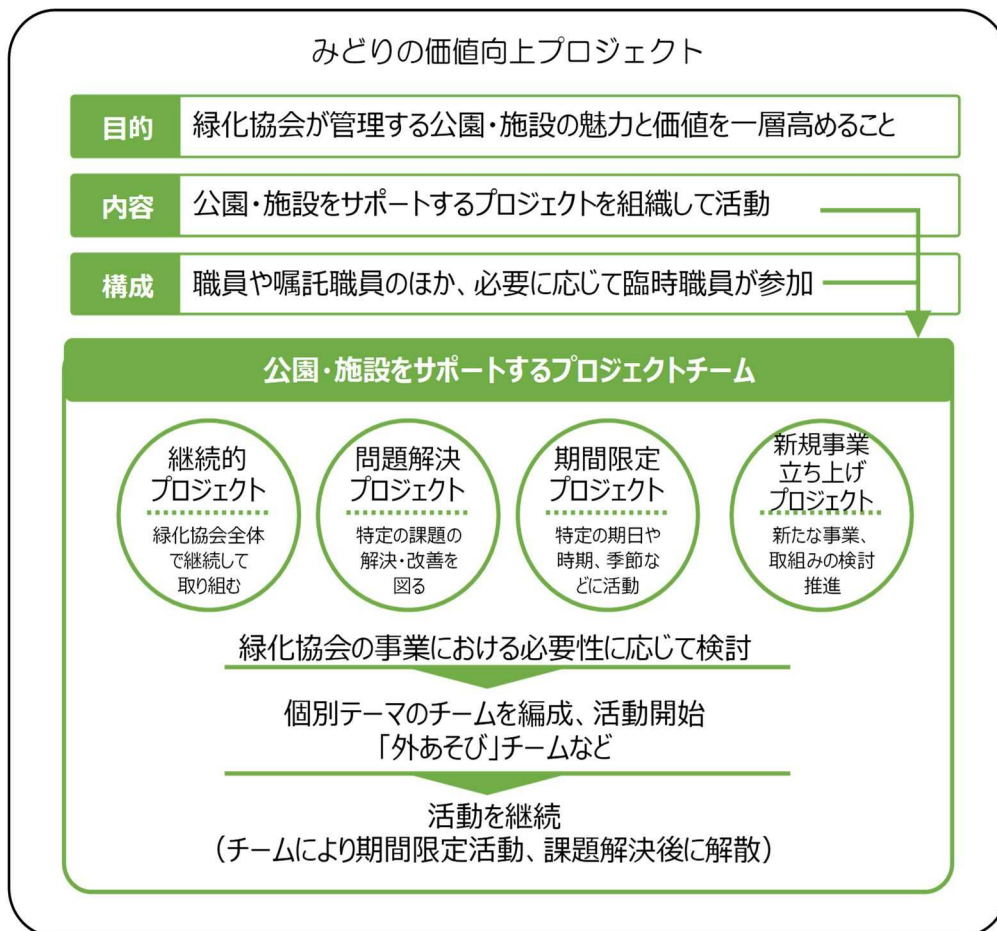 みどりの価値向上プロジェクト
目的 緑化協会が管理する公園・施設の魅力と価値を一層高めること
内容 公園・施設をサポートするプロジェクトを組織して活動
構成 職員や嘱託職員のほか、必要に応じて臨時職員が参加
公園・施設をサポートするプロジェクトチーム
継続的
プロジェクト
緑化協会全体
で継続して
取り組む
問題解決
プロジェクト
特定の課題の
解決・改善を
図る
期間限定
プロジェクト
特定の期日や
時期、季節な
どに活動
新規事業
立ち上げ
プロジェクト
新たな事業、
取組みの検討
推進
緑化協会の事業における必要性に応じて検討
個別テーマのチームを編成、活動開始
「外あそび」チームなど
活動を継続
（チームにより期間限定活動、課題解決後に解散）